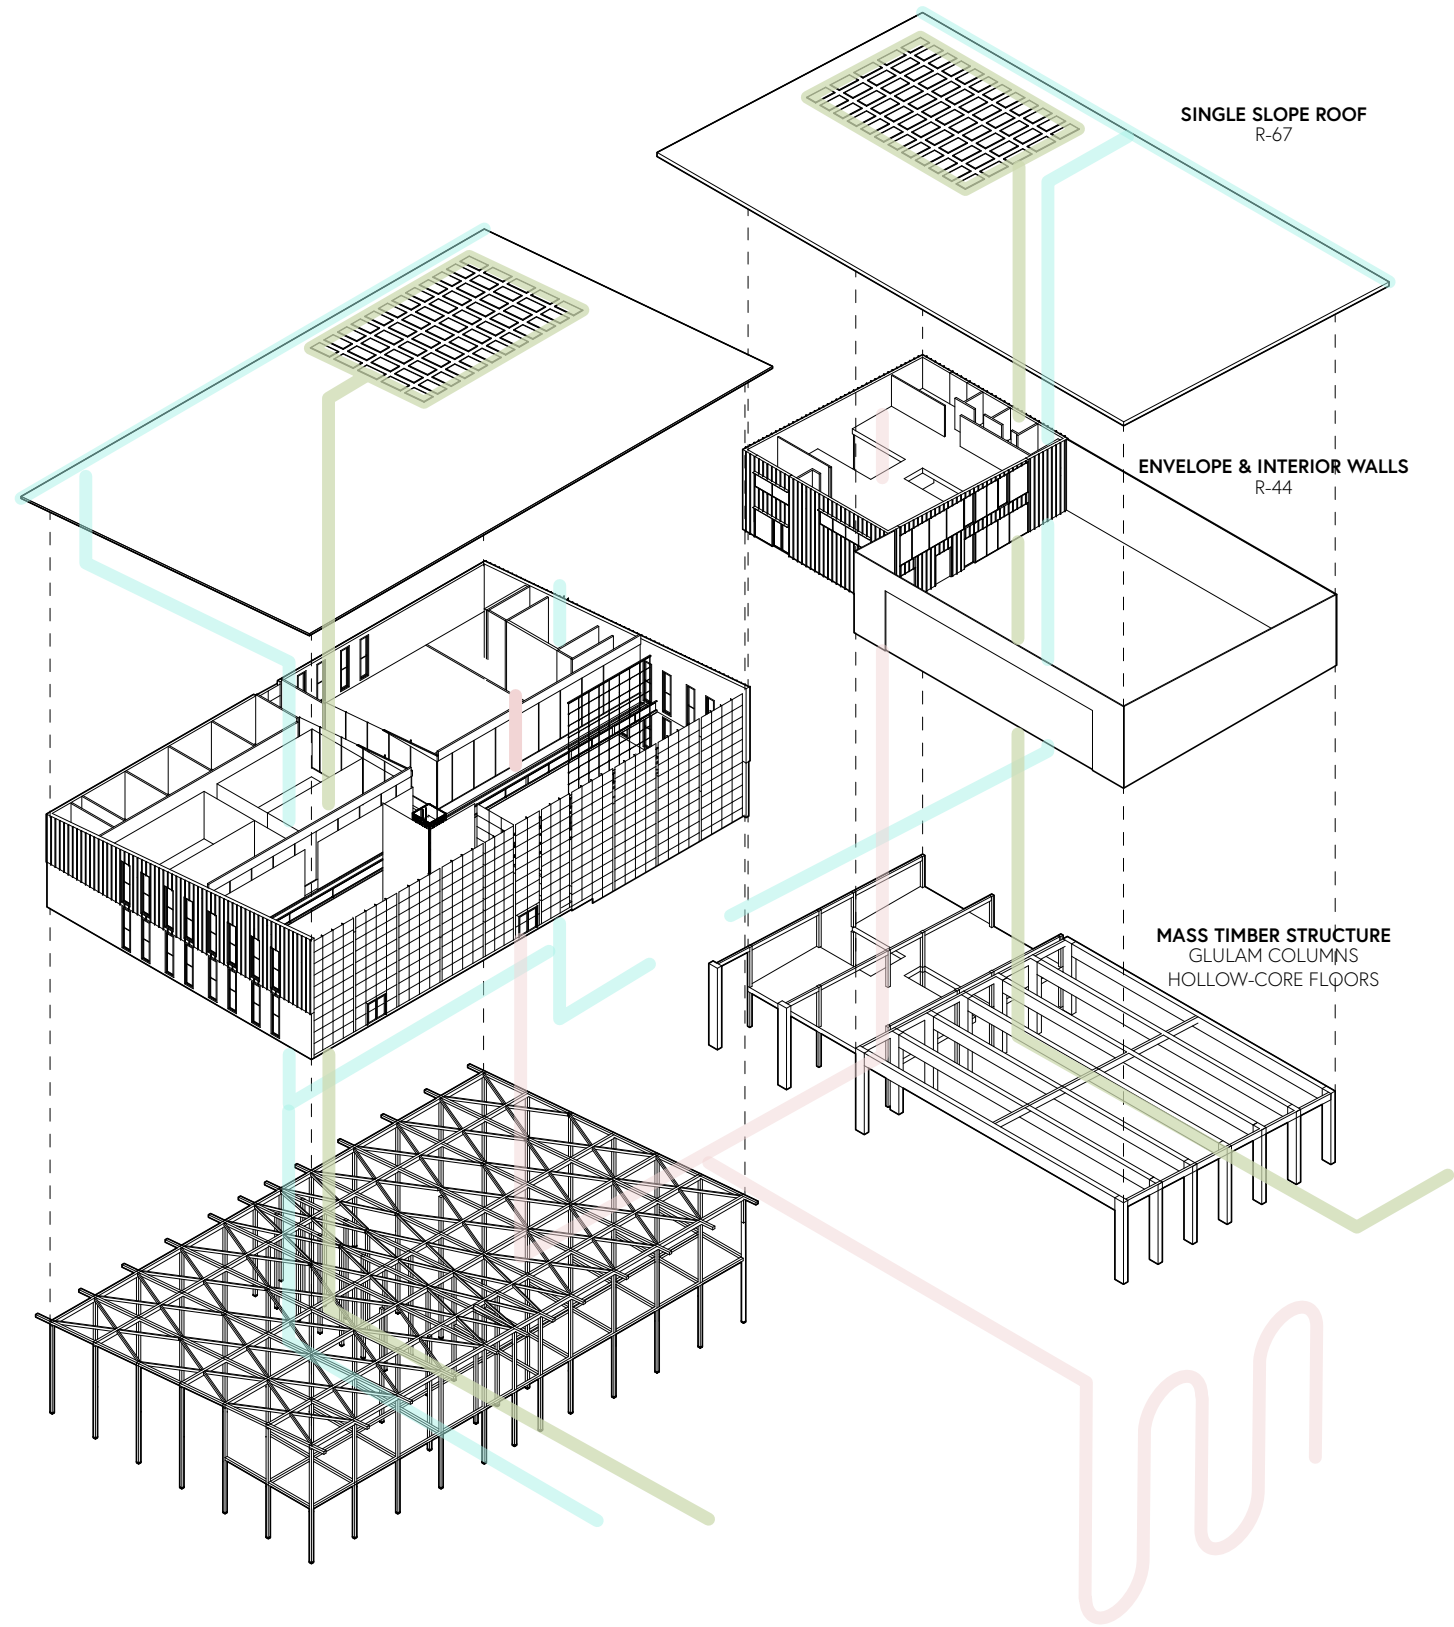 SINGLE SLOPE ROOF
R-67
ENVELOPE & INTERIOR WALLS
R-44
MASS TIMBER STRUCTURE
GLULAM COLUMNS
HOLLOW-CORE FLOORS